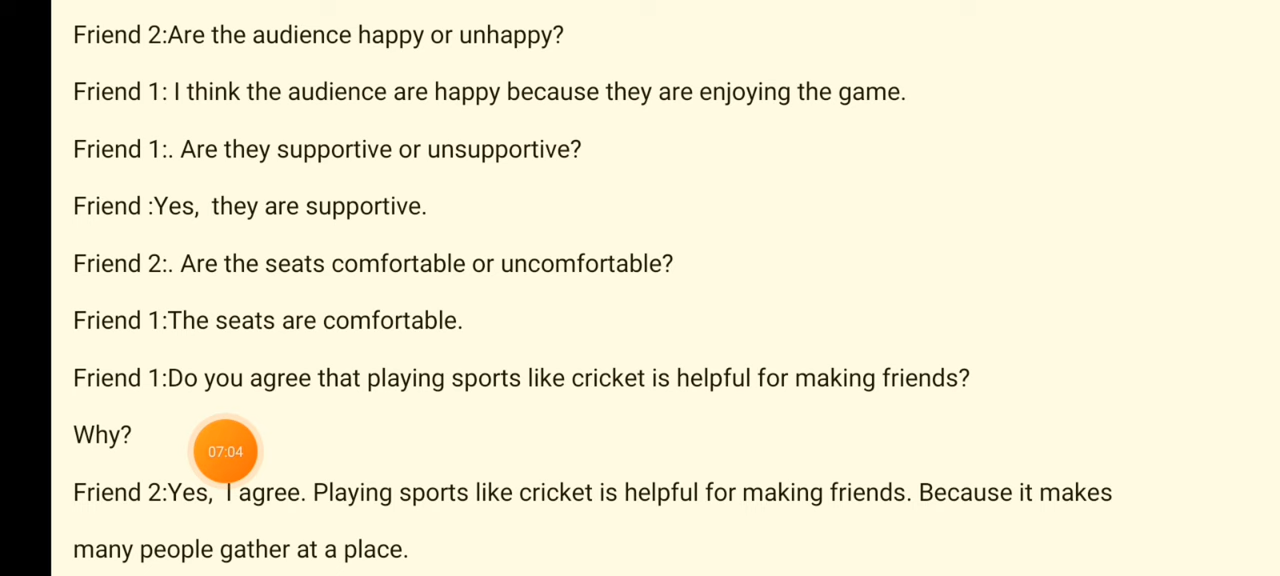 Friend 2:Are the audience happy or unhappy?
Friend 1: I think the audience are happy because they are enjoying the game.
Friend 1:. Are they supportive or unsupportive?
Friend :Yes,  they are supportive.
Friend 2:. Are the seats comfortable or uncomfortable?
Friend 1:The seats are comfortable.
Friend 1:Do you agree that playing sports like cricket is helpful for making friends?
Why?
07:04
Friend 2:Yes,  I agree. Playing sports like cricket is helpful for making friends. Because it makes
many people gather at a place.